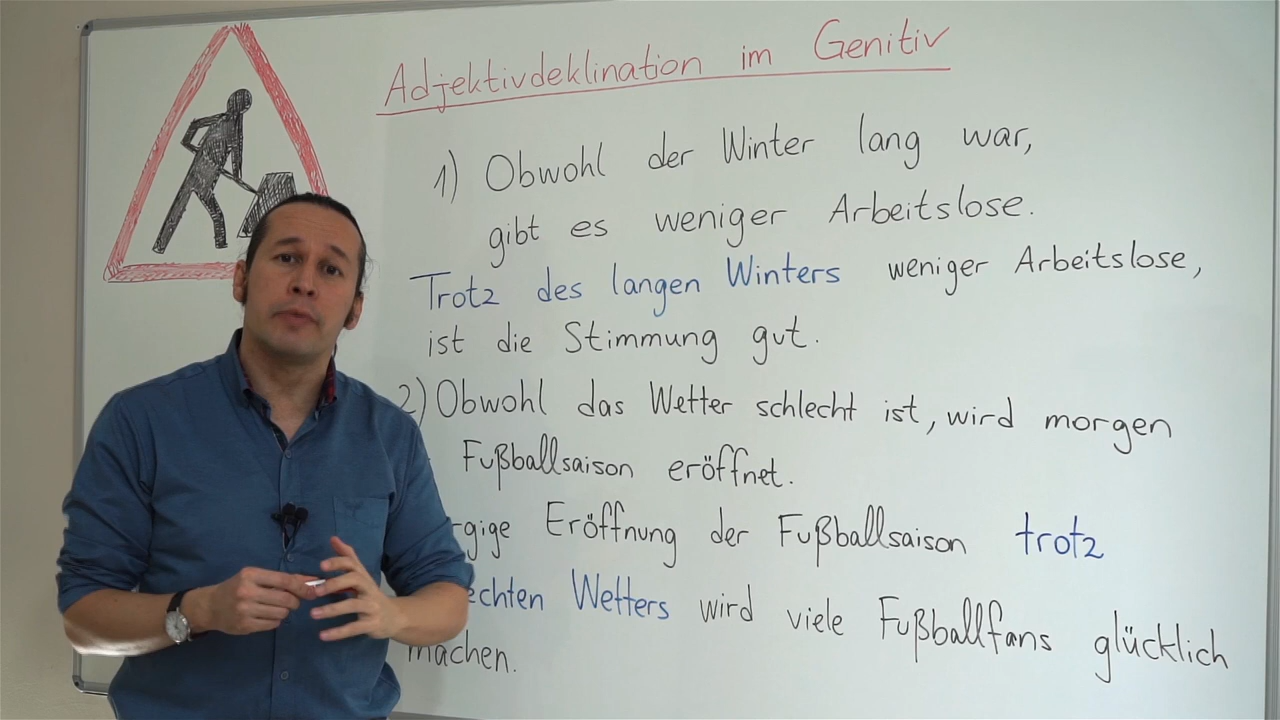 Adjektivdeklination im Genitiv
1) Obwohl der Winter lang war,
gibt es weniger Arbeitslose.
Trotz des langen Winters weniger Arbeitslose,
ist die Stimmung gut.
2) Obwohl das Wetter schlecht ist, wird morgen
Fußballsaison eröffnet.
Eröffnung der Fußballsaison trotz
Wetters wird viele Fußballfans glücklich
machen.